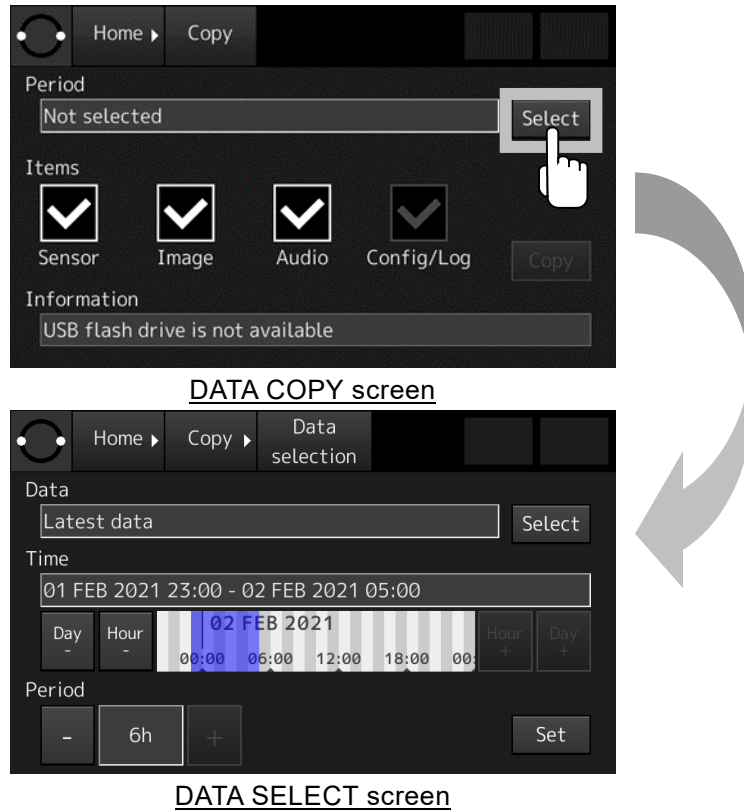 Home Copy
Period
Not selected Select
Items
Sensor Image Audio Config/Log Copy
Information
USB flash drive is not available
DATA COPY screen
Home Copy Data selection
Data
Latest data Select
Time
01 FEB 2021 23:00 - 02 FEB 2021 05:00
Day - Hour - 02 FEB 2021 Hour + Day +
00:00 06:00 12:00 18:00 00:
Period
- 6h + Set
DATA SELECT screen